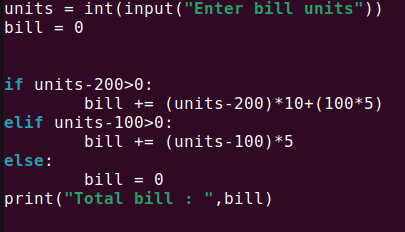 units = int(input("Enter bill units"))
bill = 0
if units-200>0:
        bill += (units-200)*10+(100*5)
elif units-100>0:
        bill += (units-100)*5
else:
        bill = 0
print("Total bill : ",bill)